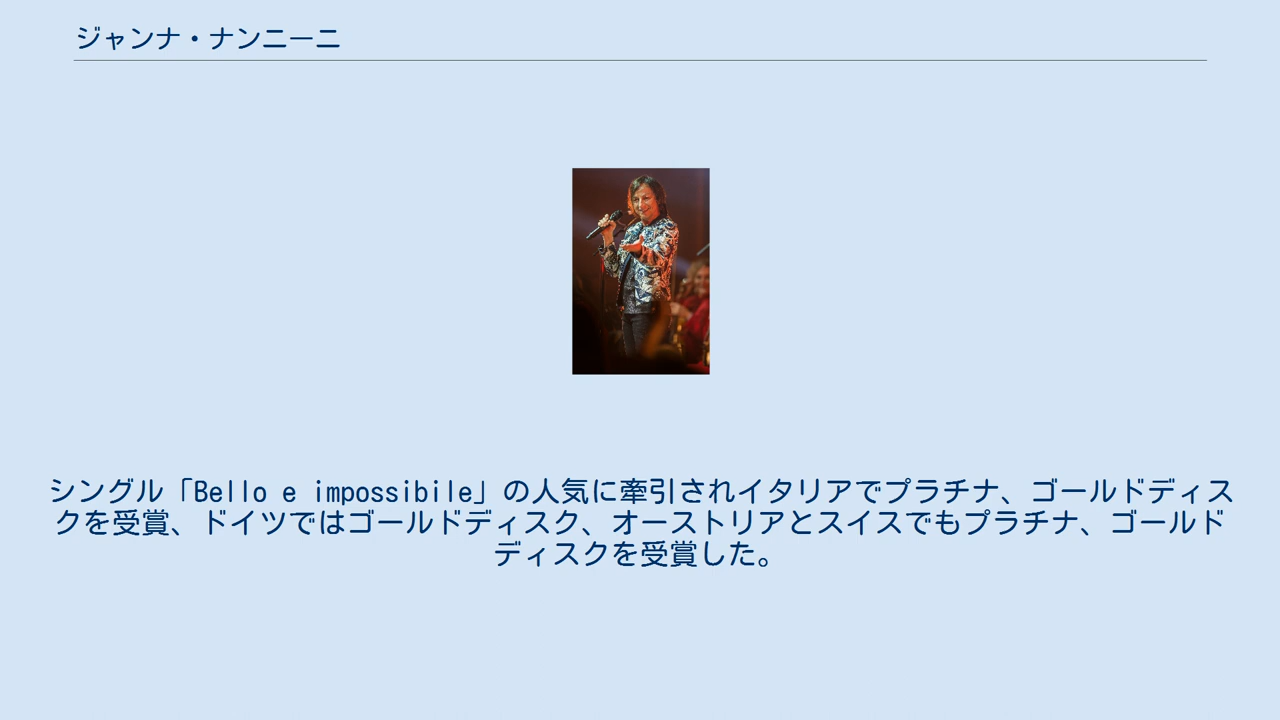 ジャンナ・ナンニーニ
シングル「Bello e impossibile」の人気に牽引されイタリアでプラチナ、ゴールドディス
クを受賞、ドイツではゴールドディスク、オーストリアとスイスでもプラチナ、ゴールド
ディスクを受賞した。